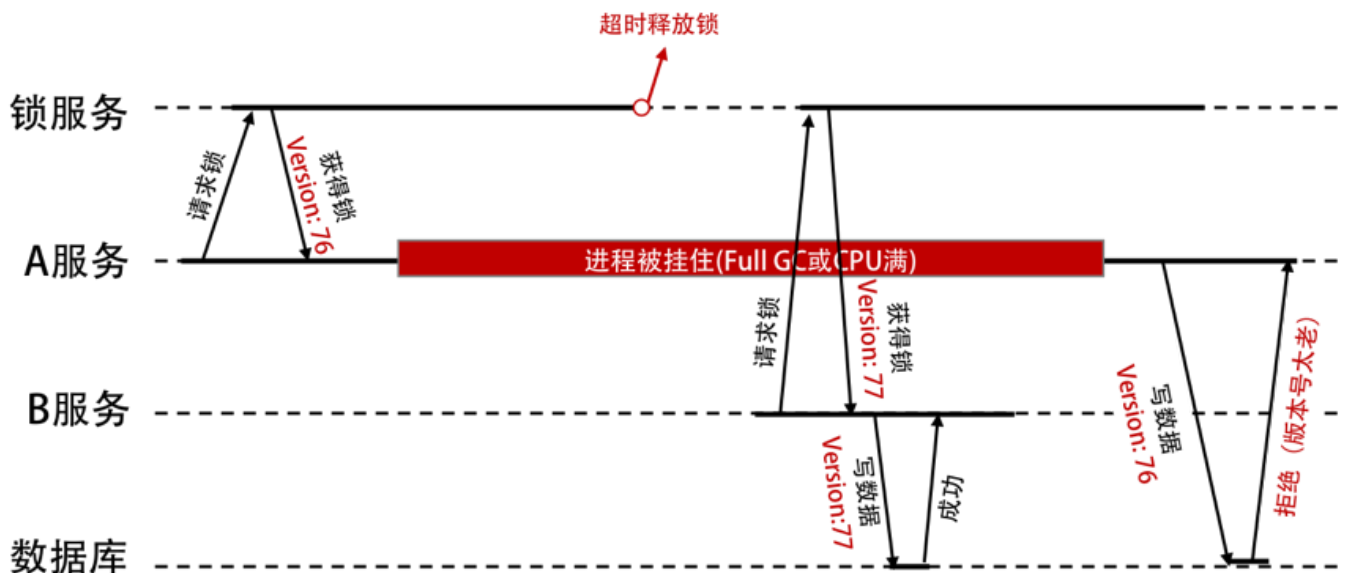 超时释放锁
锁服务
请求锁
获得锁
Version: 76
A服务
进程被挂住(Full GC或CPU满)
请求锁
获得锁
Version: 77
B服务
写数据
Version:77
成功
写数据
Version: 76
拒绝（版本号太老）
数据库